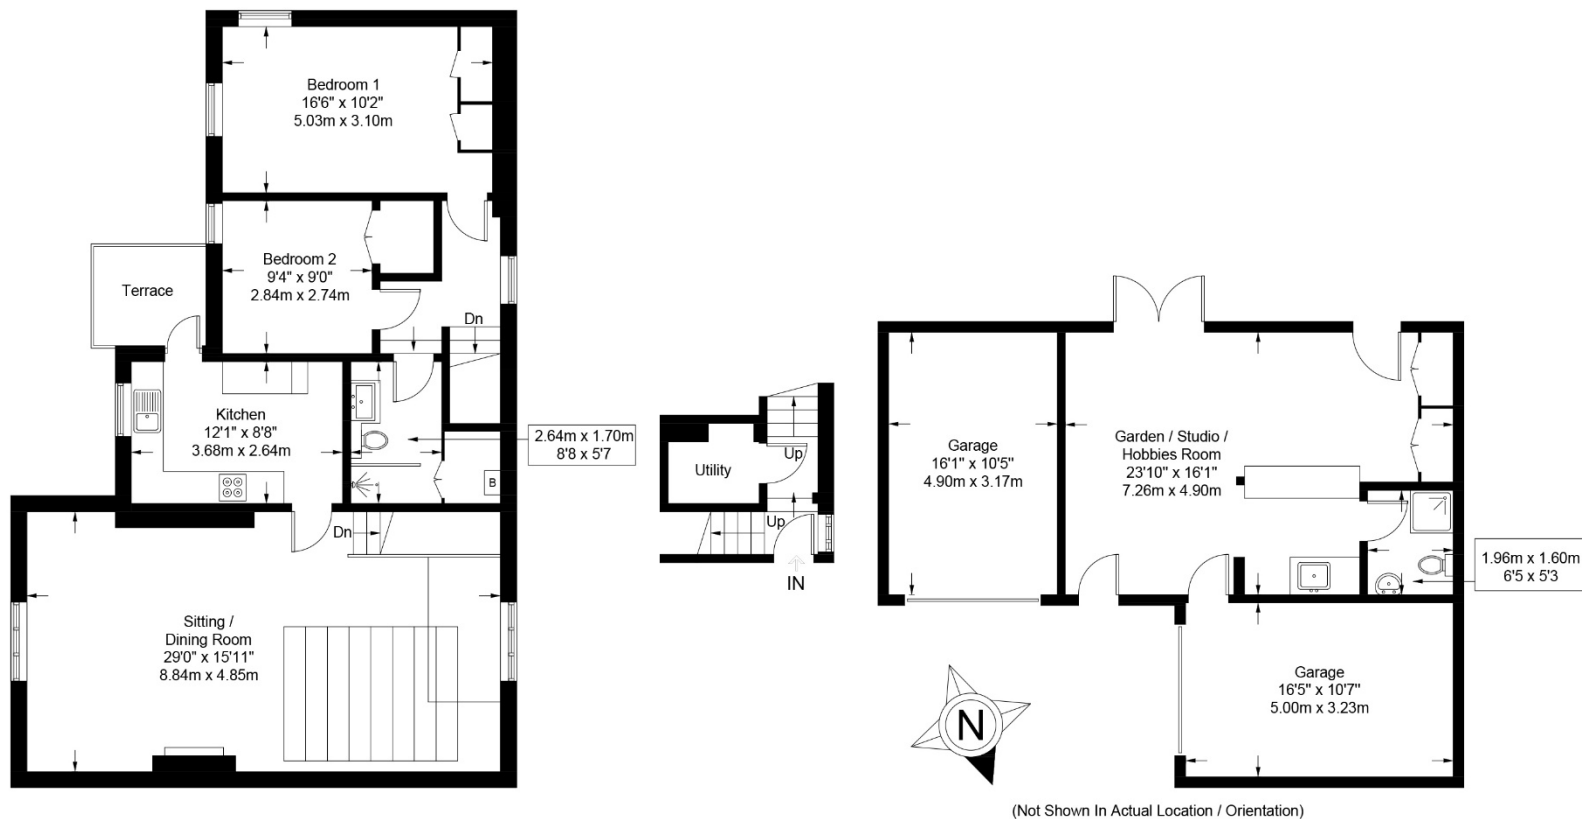 Bedroom 1
16'6" x 10'2"
5.03m x 3.10m
Bedroom 2
9'4" x 9'0"
2.84m x 2.74m
Terrace
Dn
Kitchen
12'1" x 8'8"
3.68m x 2.64m
2.64m x 1.70m
8'8 x 5'7
B
Dn
Sitting /
Dining Room
29'0" x 15'11"
8.84m x 4.85m
Utility
Up
Up
IN
Garage
16'1" x 10'5"
4.90m x 3.17m
Garden / Studio /
Hobbies Room
23'10" x 16'1"
7.26m x 4.90m
1.96m x 1.60m
6'5 x 5'3
Garage
16'5" x 10'7"
5.00m x 3.23m
N
(Not Shown In Actual Location / Orientation)